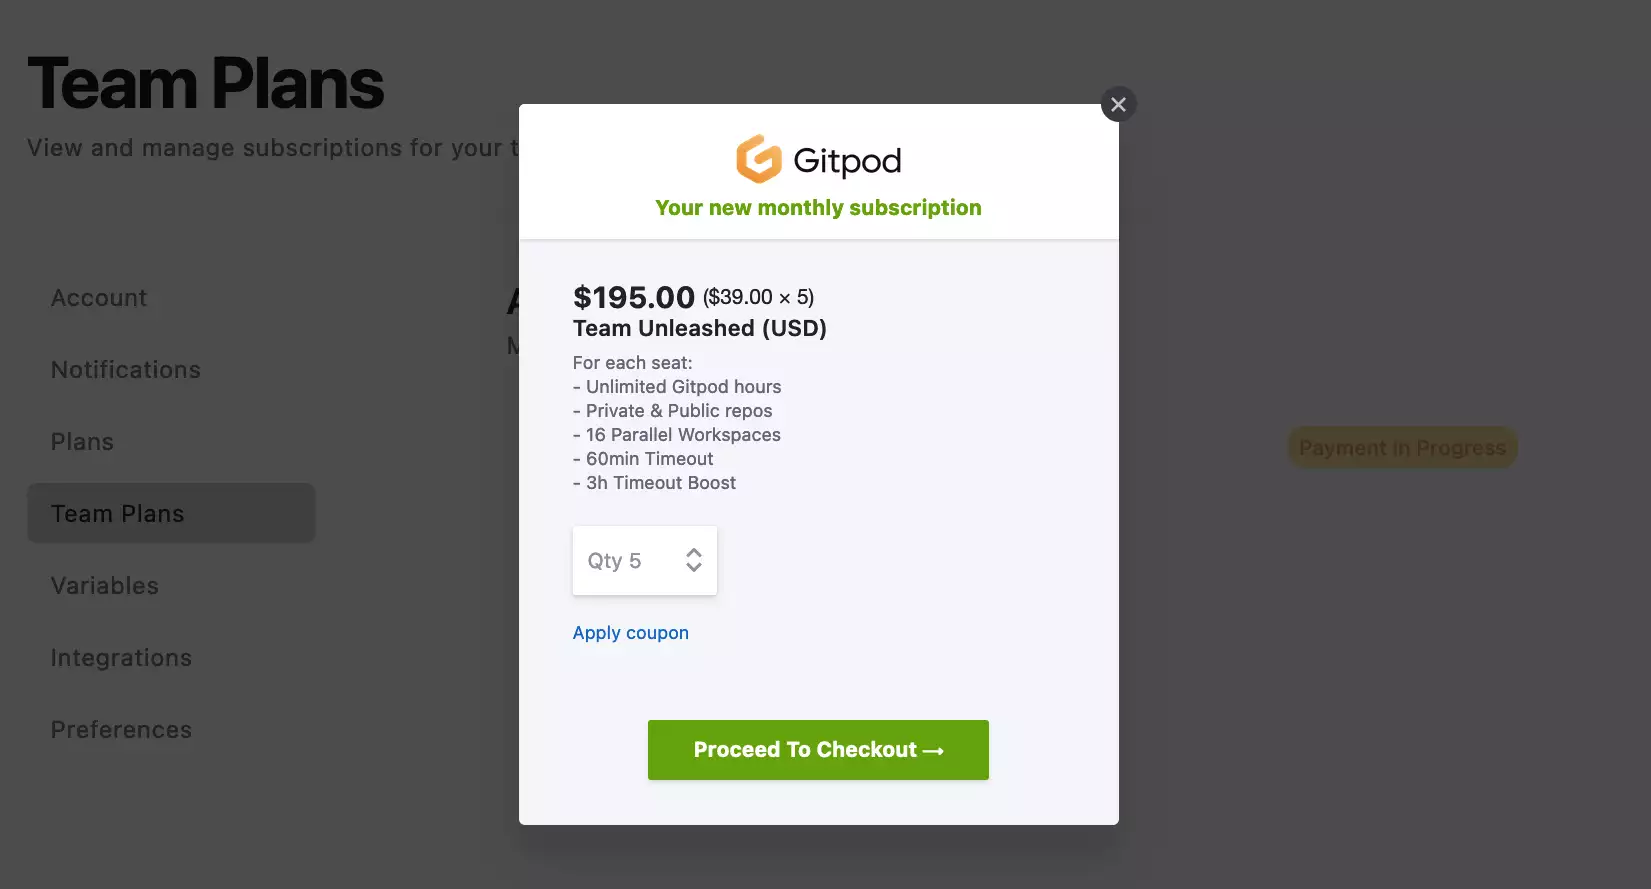 Team Plans
View and manage subscriptions for your t
Account
Notifications
Plans
Team Plans
Variables
Integrations
Preferences
Payment in Progress
Gitpod
Your new monthly subscription
$195.00 ($39.00 × 5)
Team Unleashed (USD)
For each seat:
- Unlimited Gitpod hours
- Private & Public repos
- 16 Parallel Workspaces
- 60min Timeout
- 3h Timeout Boost
Qty 5
Apply coupon
Proceed To Checkout →